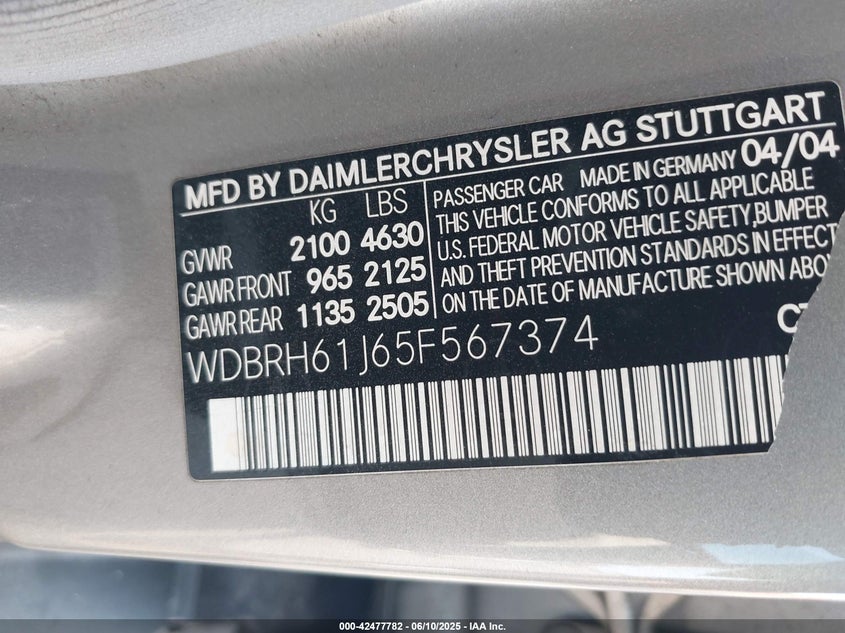 MFD BY DAIMLERCHRYSLER AG STUTTGART
KG LBS
GVWR 2100 4630
GAWR FRONT 965 2125
GAWR REAR 1135 2505
PASSENGER CAR MADE IN GERMANY 04/04
THIS VEHICLE CONFORMS TO ALL APPLICABLE
U.S. FEDERAL MOTOR VEHICLE SAFETY,BUMPER
AND THEFT PREVENTION STANDARDS IN EFFECT
ON THE DATE OF MANUFACTURE SHOWN
WDBRH61J65F567374
000-42477782 - 06/10/2025 - IAA Inc.